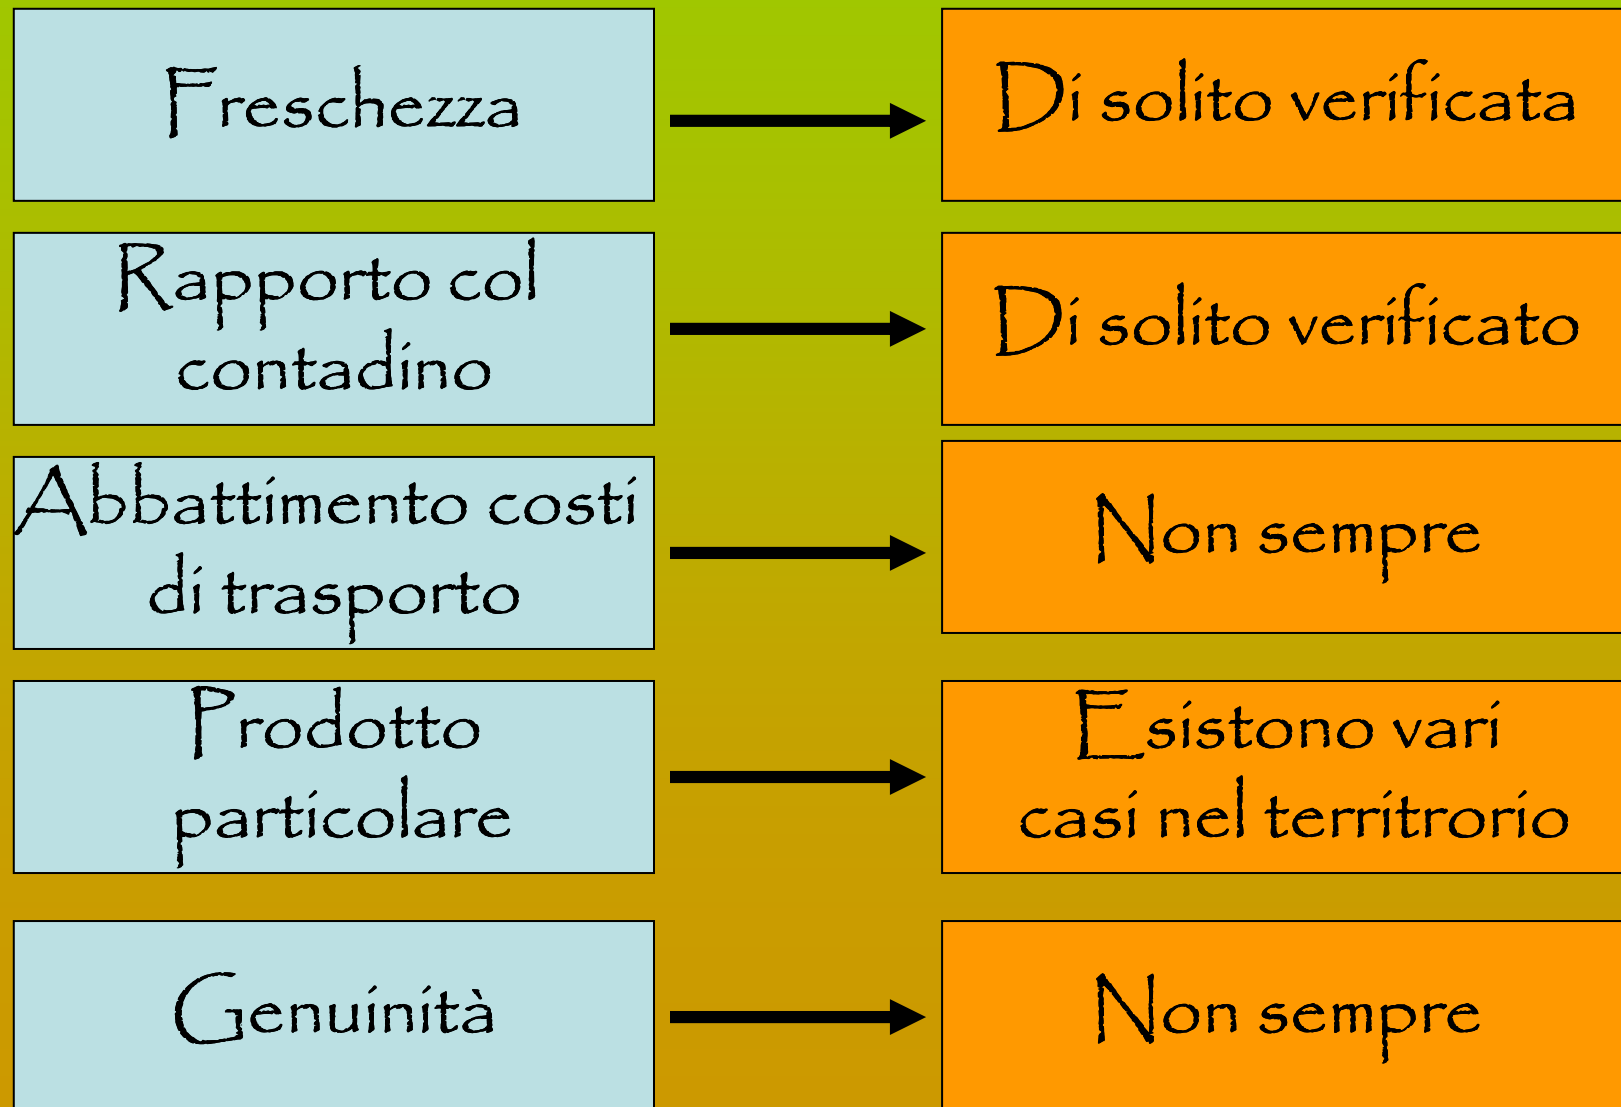 Freschezza
Di solito verificata
Rapporto col
contadino
Di solito verificato
Abbattimento costi
di trasporto
Non sempre
Prodotto
particolare
Esistono vari
casi nel territrorio
Genuinità
Non sempre